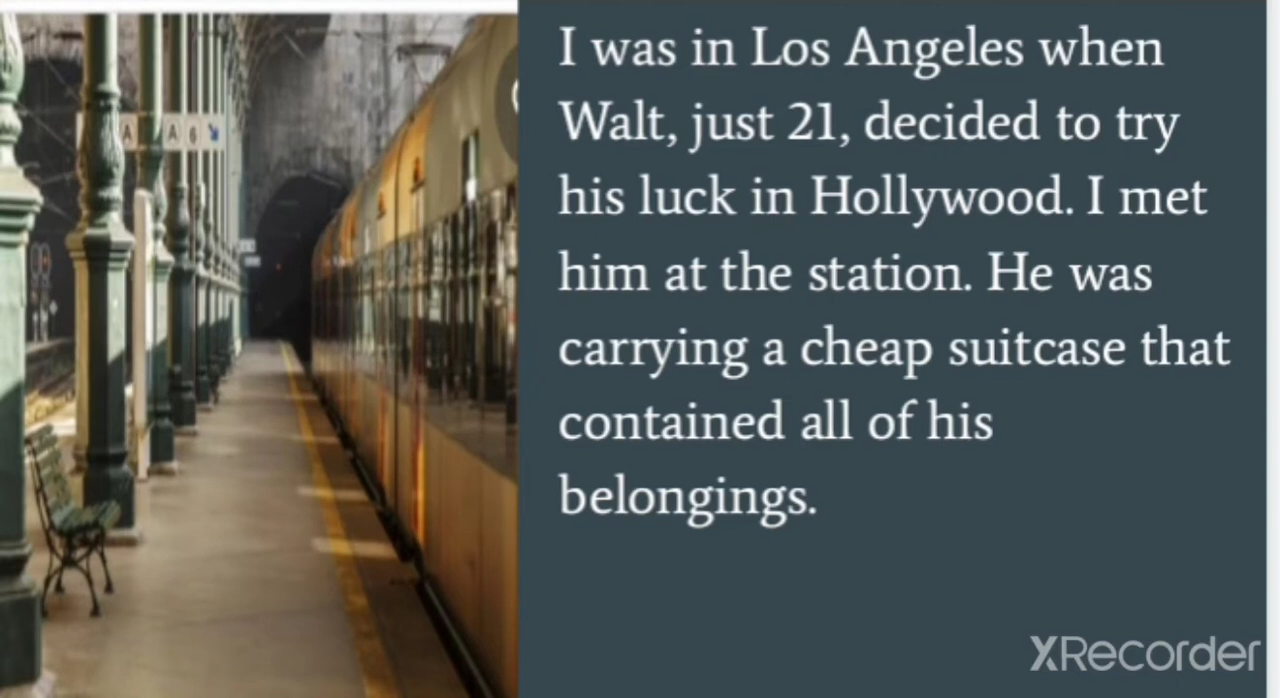 A A 6
I was in Los Angeles when
Walt, just 21, decided to try
his luck in Hollywood. I met
him at the station. He was
carrying a cheap suitcase that
contained all of his
belongings.
XRecorder